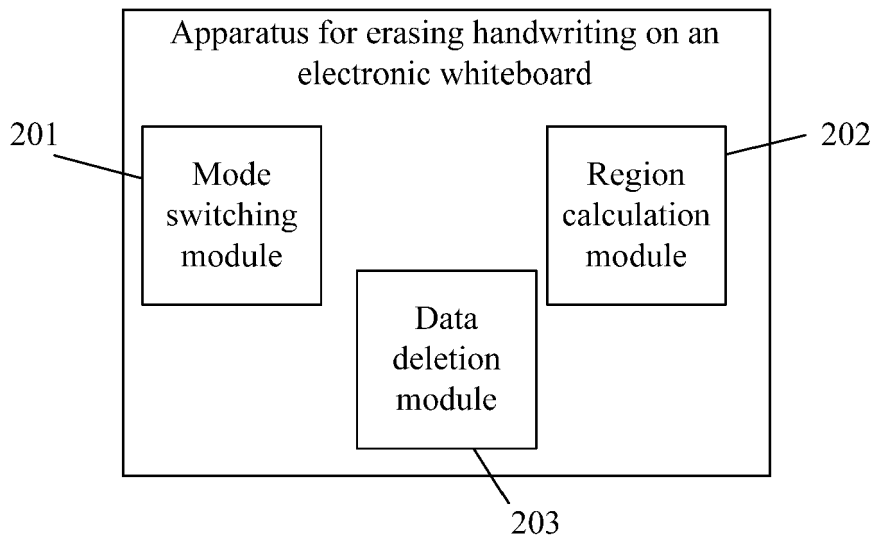 Apparatus for erasing handwriting on an
electronic whiteboard
201
Mode
switching
module
202
Region
calculation
module
Data
deletion
module
203